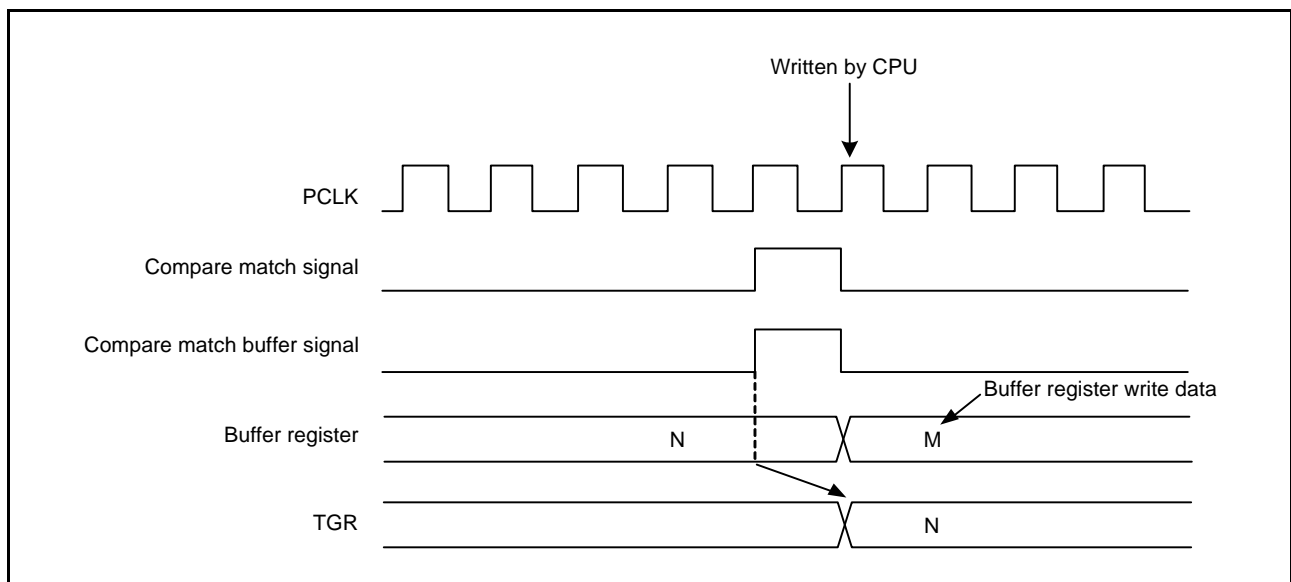 Written by CPU
PCLK
Compare match signal
Compare match buffer signal
Buffer register write data
Buffer register
N
M
TGR
N